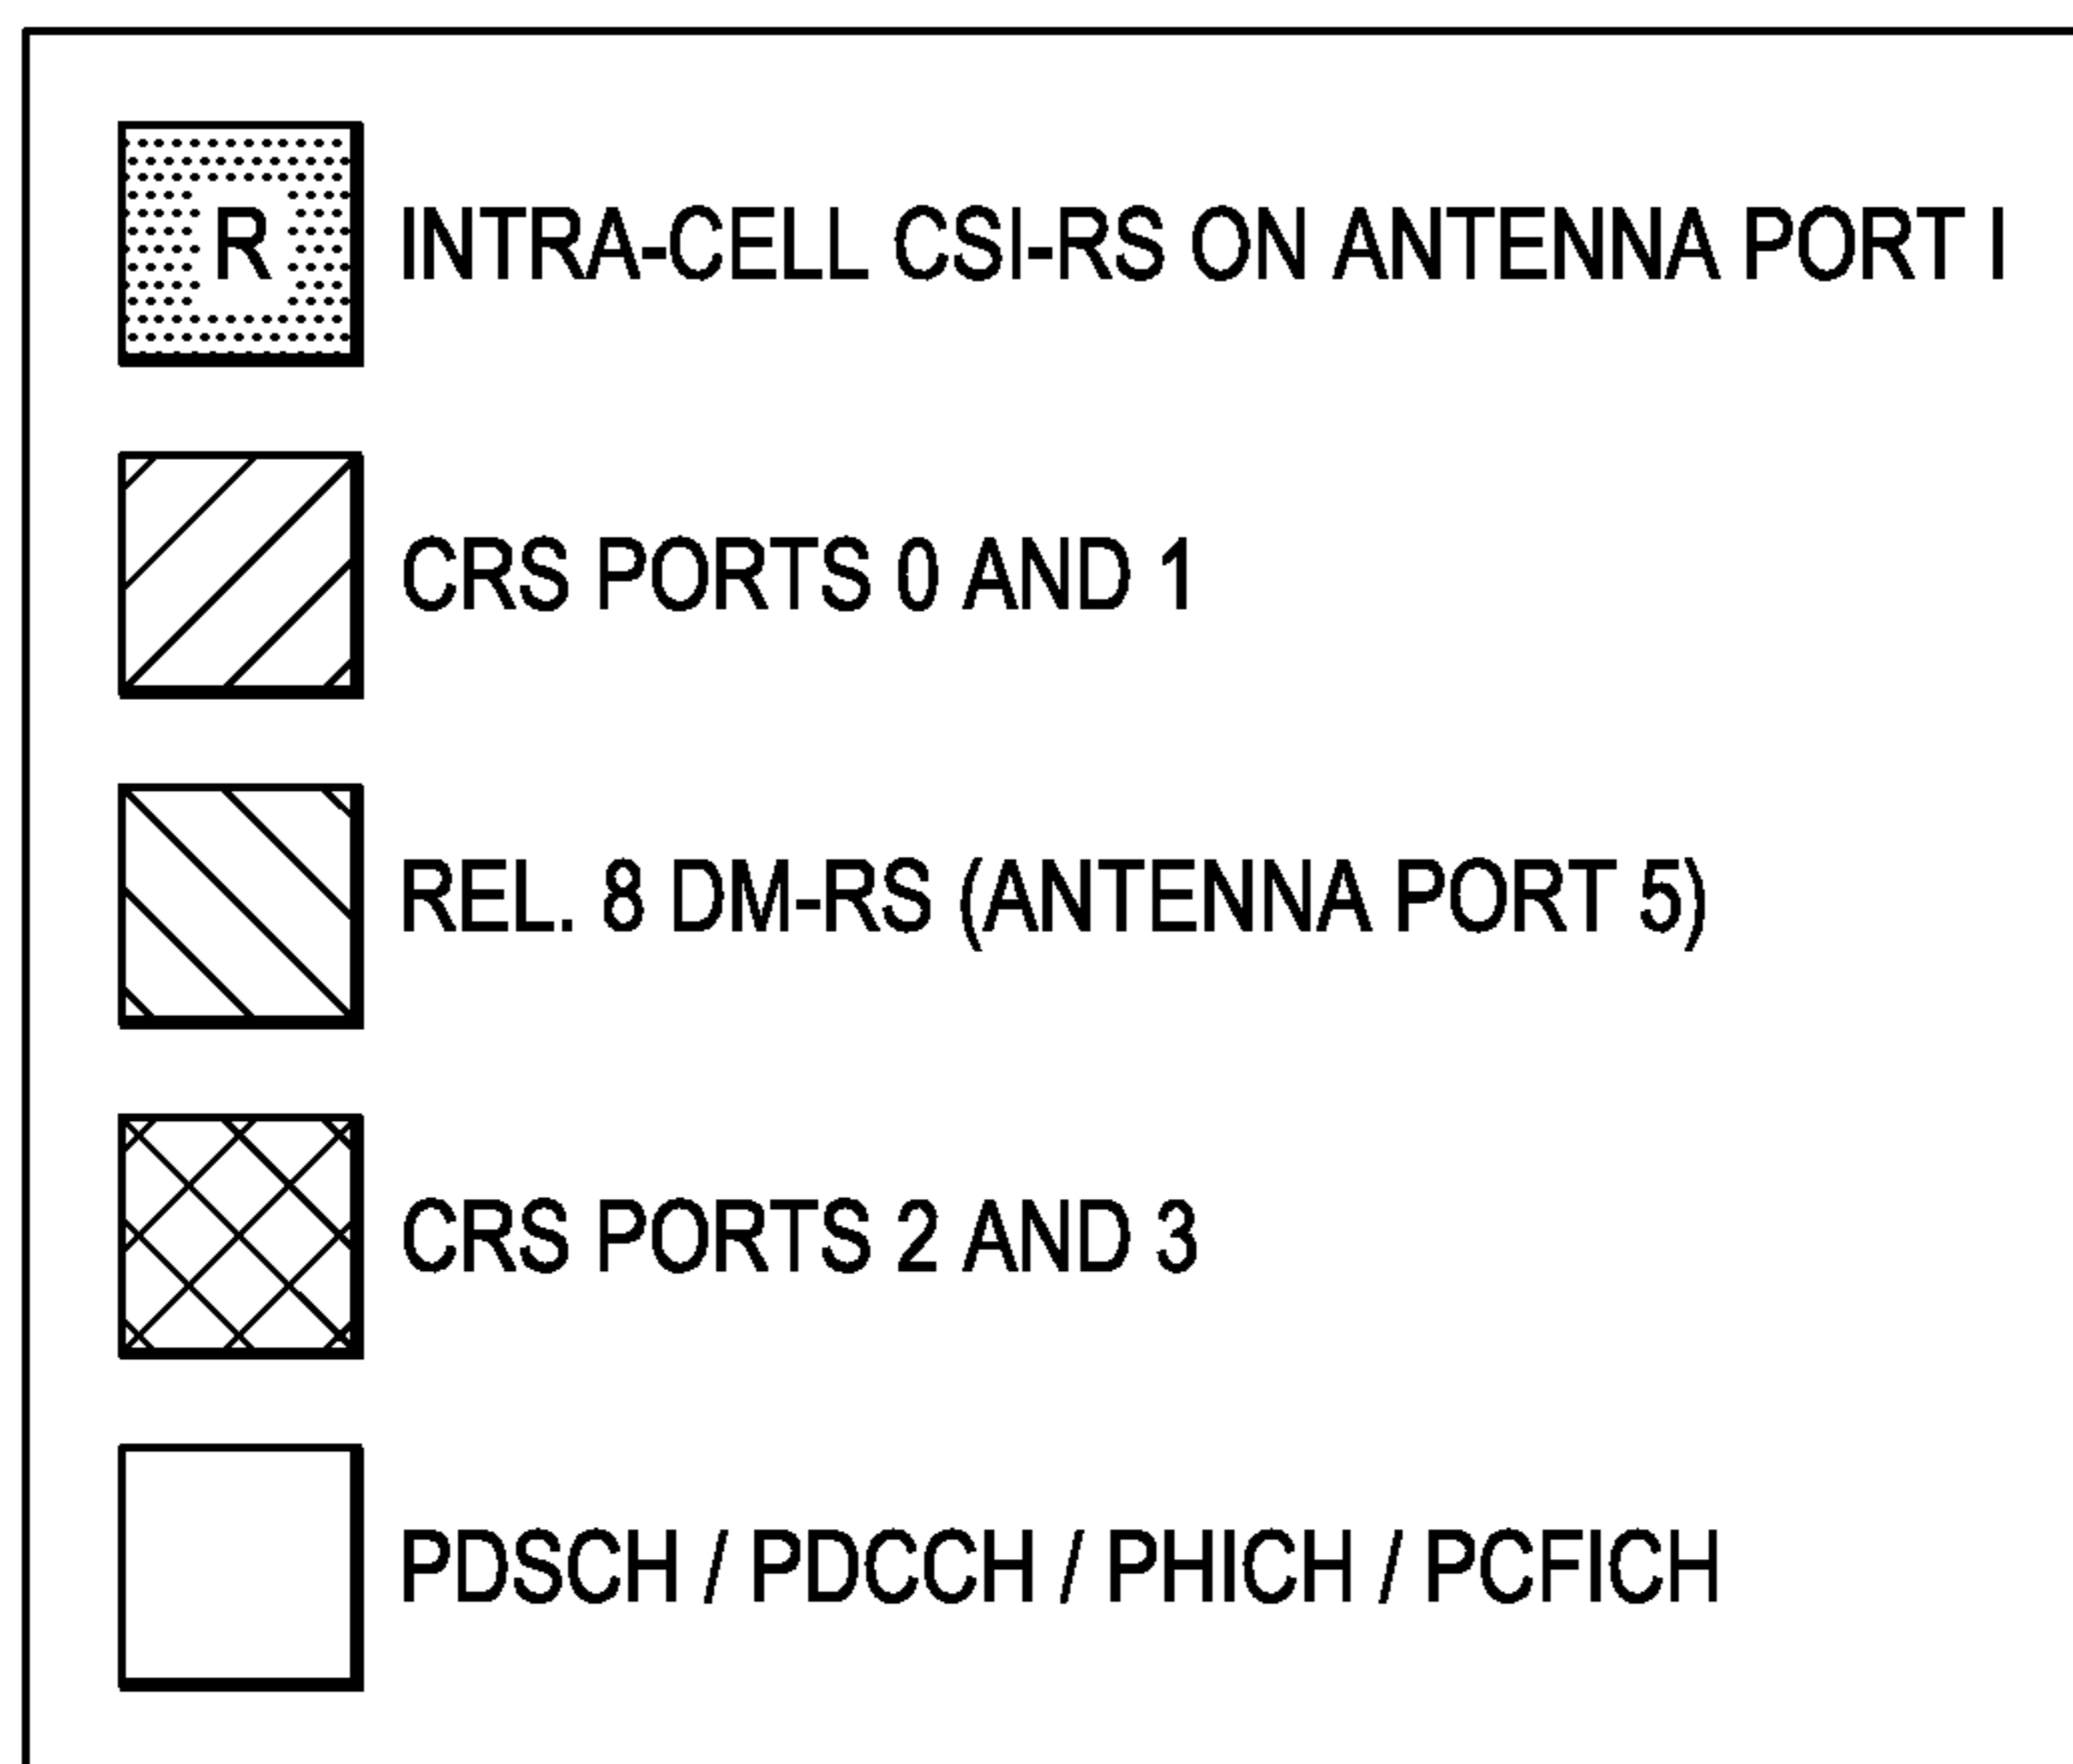 R INTRA-CELL CSI-RS ON ANTENNA PORT I
CRS PORTS 0 AND 1
REL. 8 DM-RS (ANTENNA PORT 5)
CRS PORTS 2 AND 3
PDSCH / PDCCH / PHICH / PCFICH